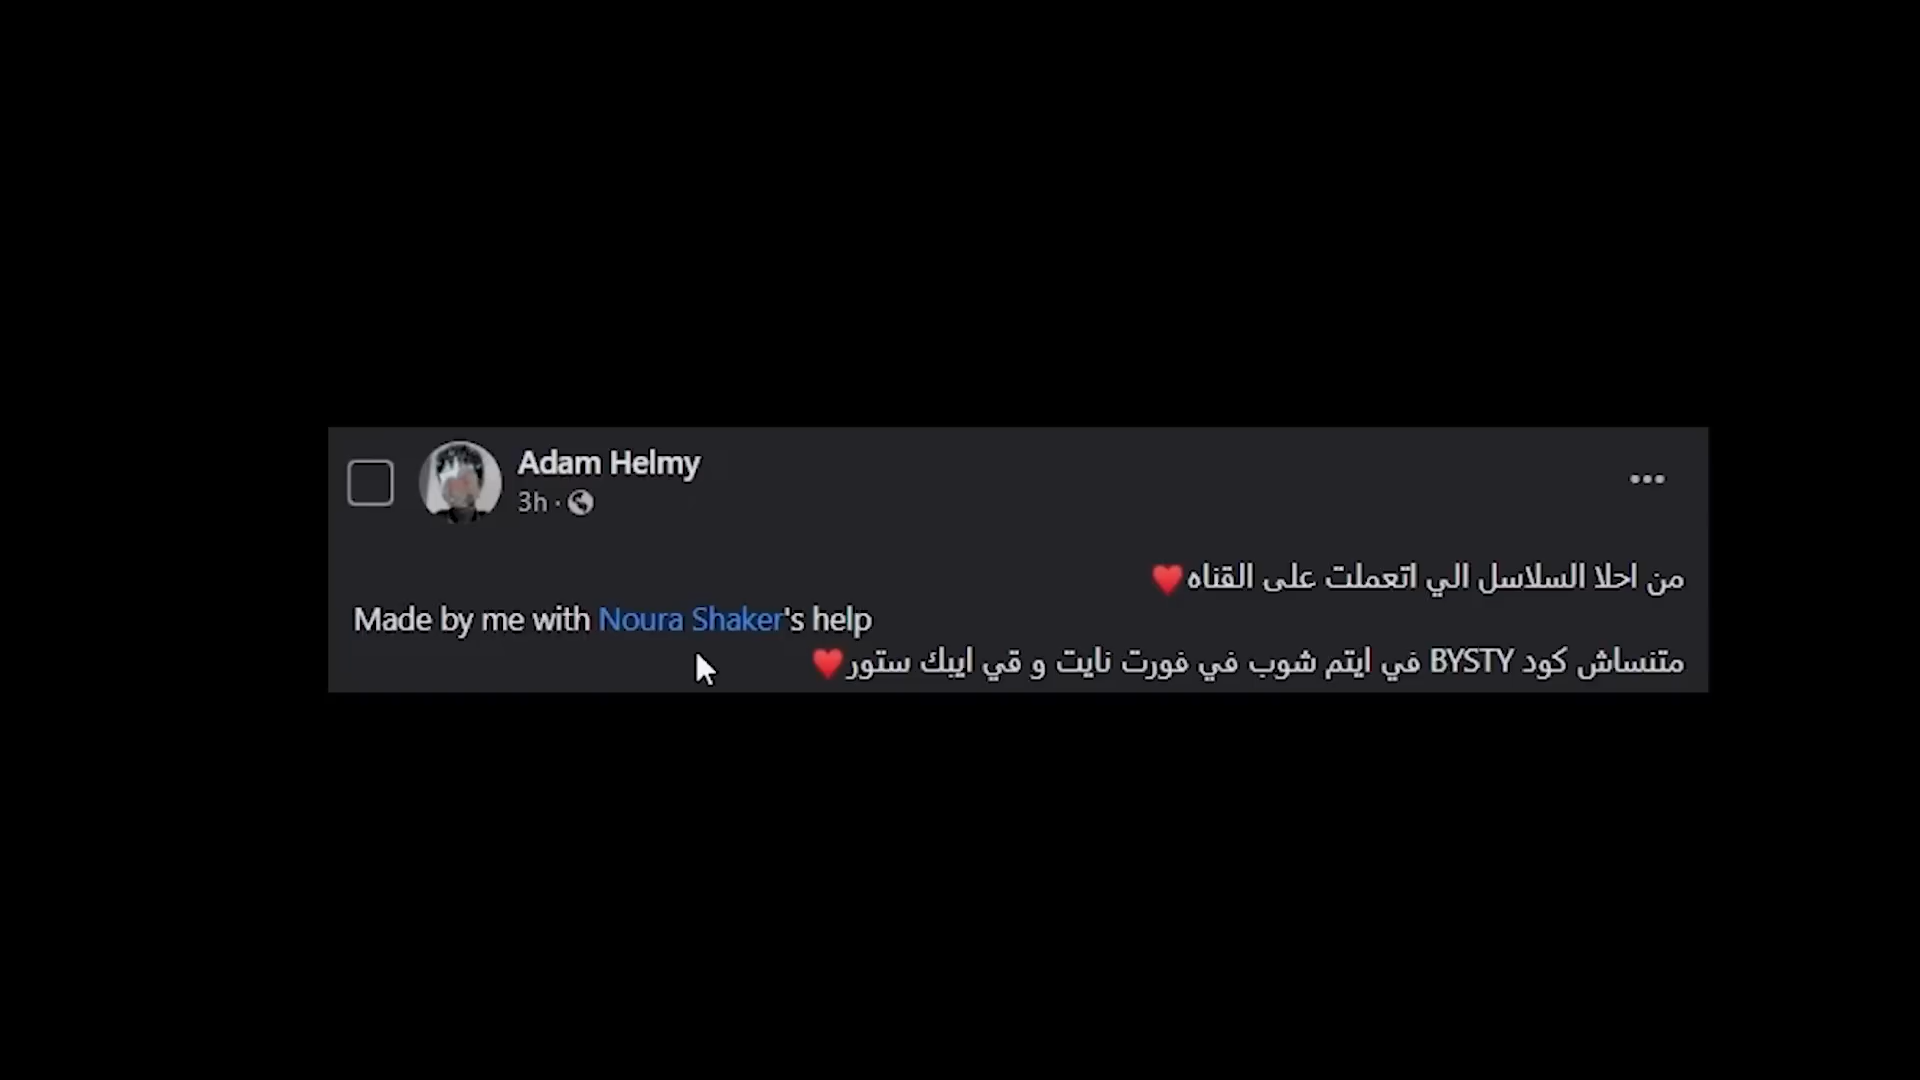 Adam Helmy
3h ·
من احلا السلاسل الي اتعملت على القناه❤️
Made by me with Noura Shaker's help
متنساش كود BYSTY في ايتم شوب في فورت نايت و قي ايبك ستور❤️